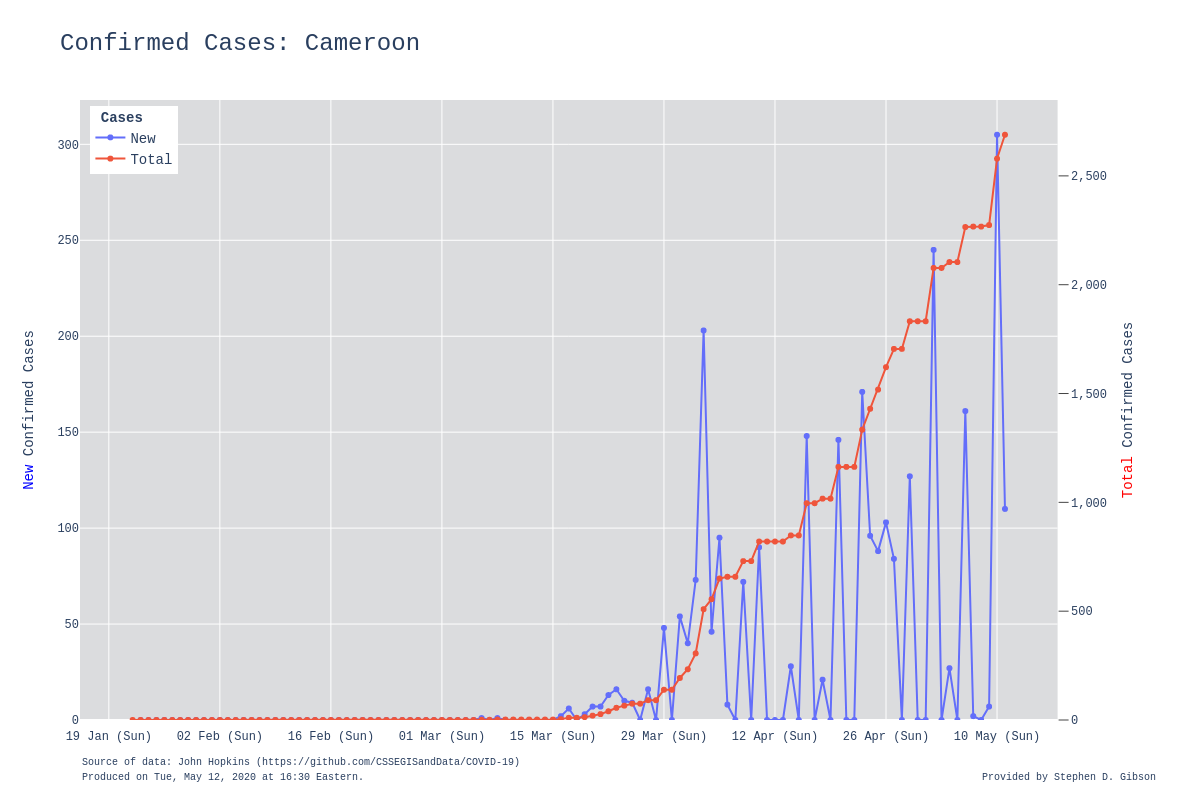 Confirmed Cases: Cameroon
Cases
New
Total
300
250
200
150
100
50
0
New Confirmed Cases
2,500
2,000
1,500
1,000
500
0
Total Confirmed Cases
19 Jan (Sun)
02 Feb (Sun)
16 Feb (Sun)
01 Mar (Sun)
15 Mar (Sun)
29 Mar (Sun)
12 Apr (Sun)
26 Apr (Sun)
10 May (Sun)
Source of data: John Hopkins (https://github.com/CSSEGISandData/COVID-19)
Produced on Tue, May 12, 2020 at 16:30 Eastern.
Provided by Stephen D. Gibson